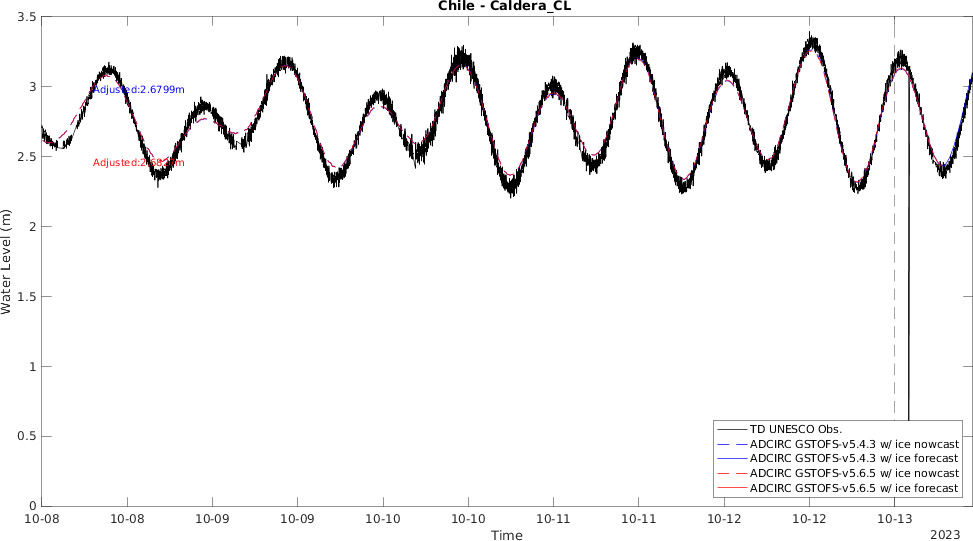 Chile - Caldera_CL
3.5
3
2.5
2
1.5
1
0.5
0
Water Level (m)
Adjusted:2.6799m
TD UNESCO Obs.
ADCIRC GSTOFS-v5.4.3 w/ ice nowcast
ADCIRC GSTOFS-v5.4.3 w/ ice forecast
ADCIRC GSTOFS-v5.6.5 w/ ice nowcast
ADCIRC GSTOFS-v5.6.5 w/ ice forecast
10-08 10-08 10-09 10-09 10-10 10-10 10-11 10-11 10-12 10-12 10-13
Time
2023